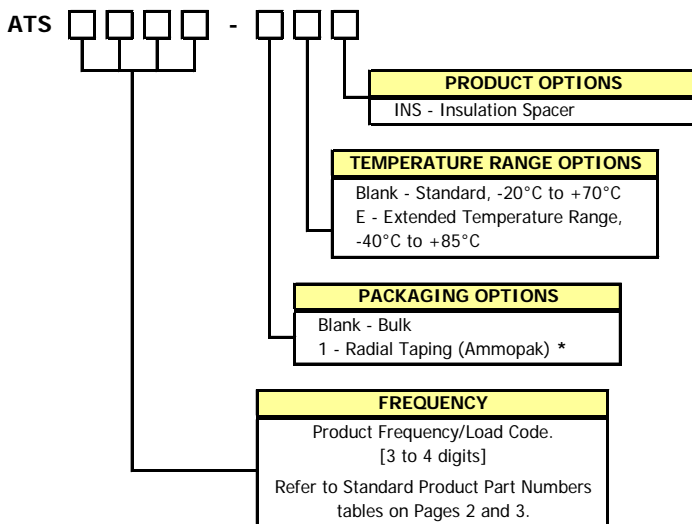 ATS -
PRODUCT OPTIONS
INS - Insulation Spacer
TEMPERATURE RANGE OPTIONS
Blank - Standard, -20°C to +70°C
E - Extended Temperature Range,
-40°C to +85°C
PACKAGING OPTIONS
Blank - Bulk
1 - Radial Taping (Ammopak) *
FREQUENCY
Product Frequency/Load Code.
[3 to 4 digits]
Refer to Standard Product Part Numbers
tables on Pages 2 and 3.